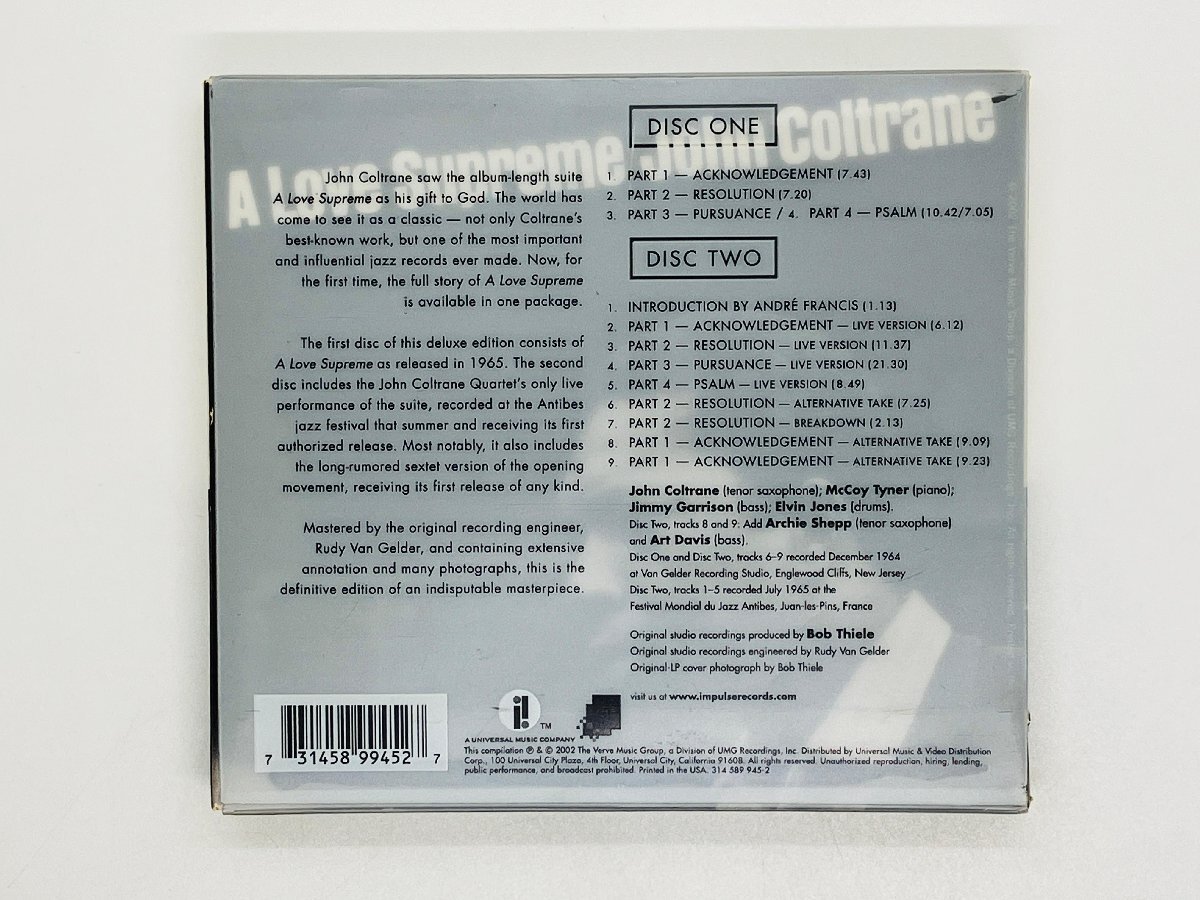 A Love Supreme John Coltrane
John Coltrane saw the album-length suite
A Love Supreme as his gift to God. The world has
come to see it as a classic — not only Coltrane's
best-known work, but one of the most important
and influential jazz records ever made. Now, for
the first time, the full story of A Love Supreme
is available in one package.
The first disc of this deluxe edition consists of
A Love Supreme as released in 1965. The second
disc includes the John Coltrane Quartet's only live
performance of the suite, recorded at the Antibes
jazz festival that summer and receiving its first
authorized release. Most notably, it also includes
the long-rumored sextet version of the opening
movement, receiving its first release of any kind.
Mastered by the original recording engineer,
Rudy Van Gelder, and containing extensive
annotation and many photographs, this is the
definitive edition of an indisputable masterpiece.
DISC ONE
1. PART 1 — ACKNOWLEDGEMENT (7.43)
2. PART 2 — RESOLUTION (7.20)
3. PART 3 — PURSUANCE / 4. PART 4 — PSALM (10.42/7.05)
DISC TWO
1. INTRODUCTION BY ANDRÉ FRANCIS (1.13)
2. PART 1 — ACKNOWLEDGEMENT — LIVE VERSION (6.12)
3. PART 2 — RESOLUTION — LIVE VERSION (11.37)
4. PART 3 — PURSUANCE — LIVE VERSION (21.30)
5. PART 4 — PSALM — LIVE VERSION (8.49)
6. PART 2 — RESOLUTION — ALTERNATIVE TAKE (7.25)
7. PART 2 — RESOLUTION — BREAKDOWN (2.13)
8. PART 1 — ACKNOWLEDGEMENT — ALTERNATIVE TAKE (9.09)
9. PART 1 — ACKNOWLEDGEMENT — ALTERNATIVE TAKE (9.23)
John Coltrane (tenor saxophone); McCoy Tyner (piano);
Jimmy Garrison (bass); Elvin Jones (drums).
Disc Two, tracks 8 and 9: Add Archie Shepp (tenor saxophone)
and Art Davis (bass).
Disc One and Disc Two, tracks 6–9 recorded December 1964
at Van Gelder Recording Studio, Englewood Cliffs, New Jersey
Disc Two, tracks 1–5 recorded July 1965 at the
Festival Mondial du Jazz Antibes, Juan-les-Pins, France
Original studio recordings produced by Bob Thiele
Original studio recordings engineered by Rudy Van Gelder
Original LP cover photograph by Bob Thiele
visit us at www.impulserecords.com
7 31458 99452 7
i! TM
A UNIVERSAL MUSIC COMPANY
This compilation ℗ & © 2002 The Verve Music Group, a Division of UMG Recordings, Inc. Distributed by Universal Music & Video Distribution
Corp., 100 Universal City Plaza, 4th Floor, Universal City, California 91608. All rights reserved. Unauthorized reproduction, hiring, lending,
public performance, and broadcast prohibited. Printed in the USA. 314 589 945-2